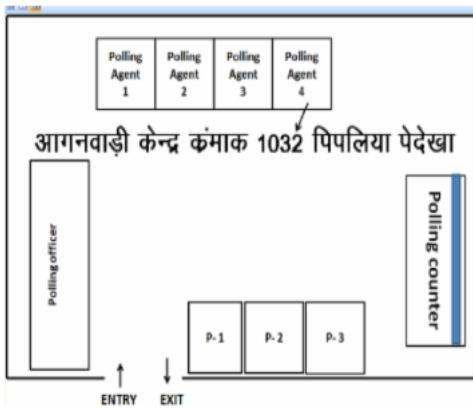 Polling Agent 1
Polling Agent 2
Polling Agent 3
Polling Agent 4
आगनवाड़ी केन्द्र कंमाक 1032 पिपलिया पेदेखा
Polling officer
Polling counter
P- 1
P- 2
P- 3
ENTRY
EXIT